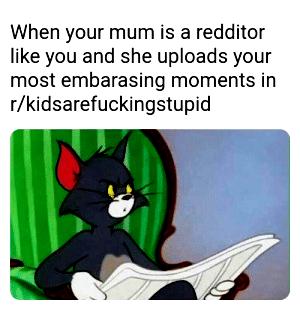 When your mum is a redditor
like you and she uploads your
most embarasing moments in
r/kidsarefuckingstupid